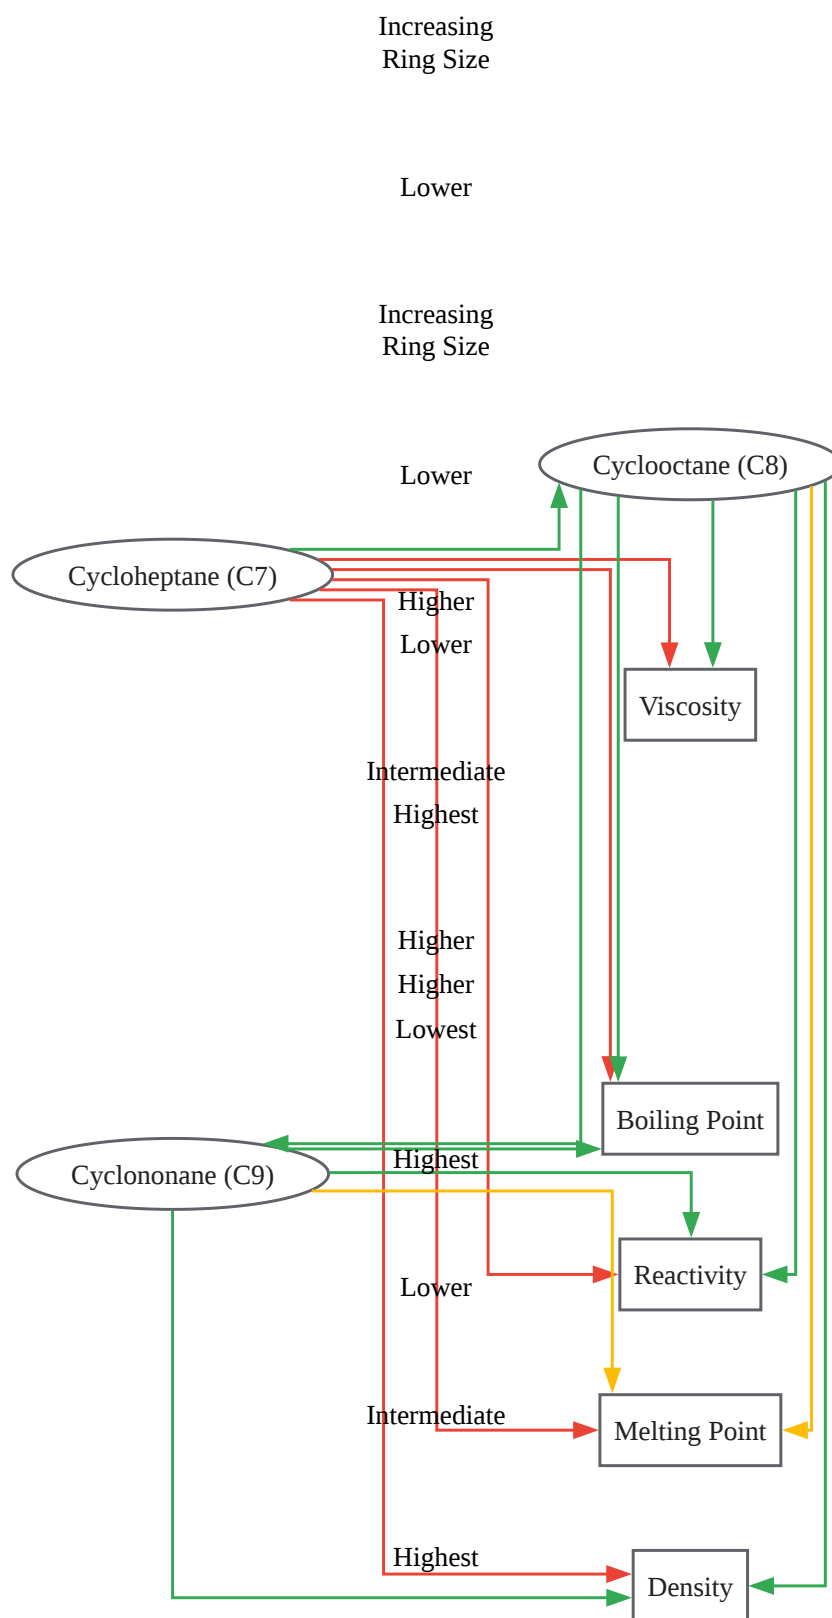 Increasing
Ring Size
Lower
Increasing
Ring Size
Cyclooctane (C8)
Lower
Cycloheptane (C7)
Higher
Lower
Viscosity
Intermediate
Highest
Higher
Higher
Lowest
Boiling Point
Highest
Cyclononane (C9)
Reactivity
Lower
Intermediate
Melting Point
Highest
Density